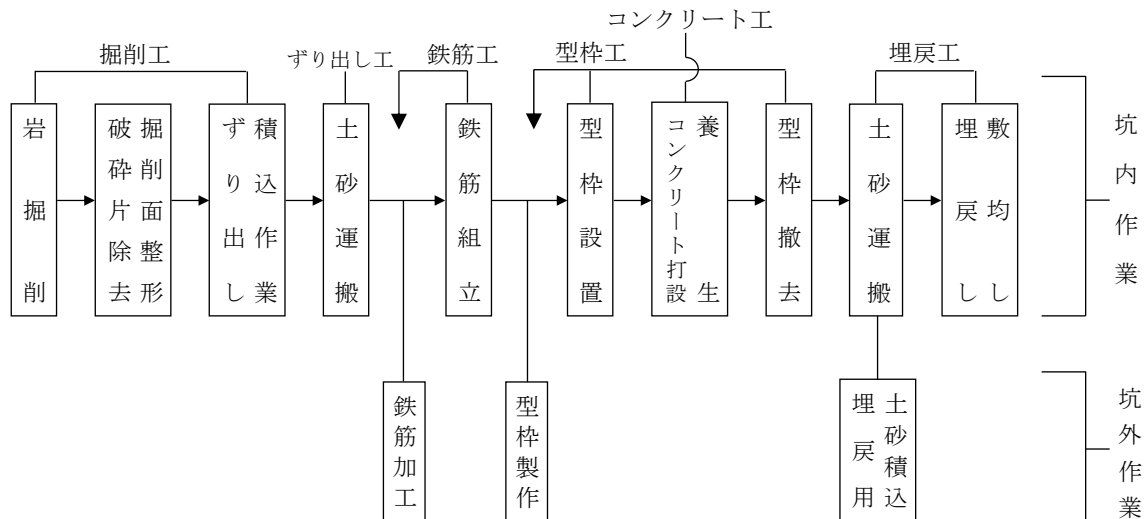 コンクリート工
掘削工
ずり出し工
鉄筋工
型枠工
埋戻工
岩掘削
掘削面整形
破砕片除去
積込作業
ずり出し
土砂運搬
鉄筋組立
型枠設置
養生
コンクリート打設
型枠撤去
土砂運搬
敷均し
埋戻し
坑内作業
鉄筋加工
型枠製作
土砂積込
埋戻用
坑外作業